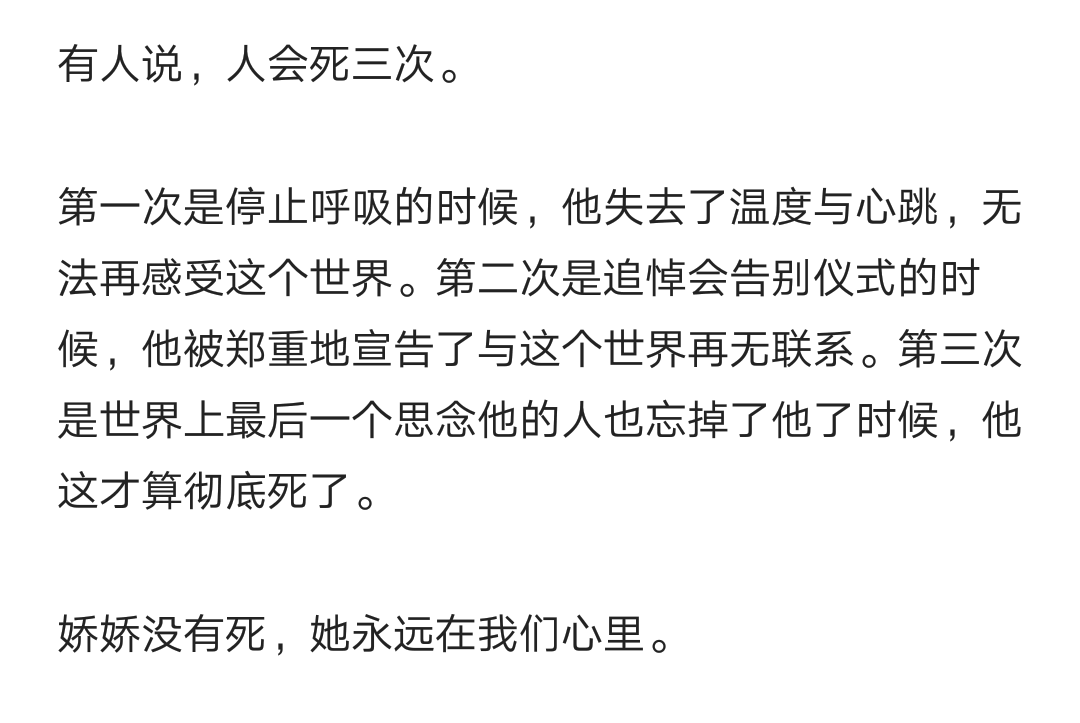 有人说，人会死三次。
第一次是停止呼吸的时候，他失去了温度与心跳，无
法再感受这个世界。第二次是追悼会告别仪式的时
候，他被郑重地宣告了与这个世界再无联系。第三次
是世界上最后一个思念他的人也忘掉了他了时候，他
这才算彻底死了。
娇娇没有死，她永远在我们心里。